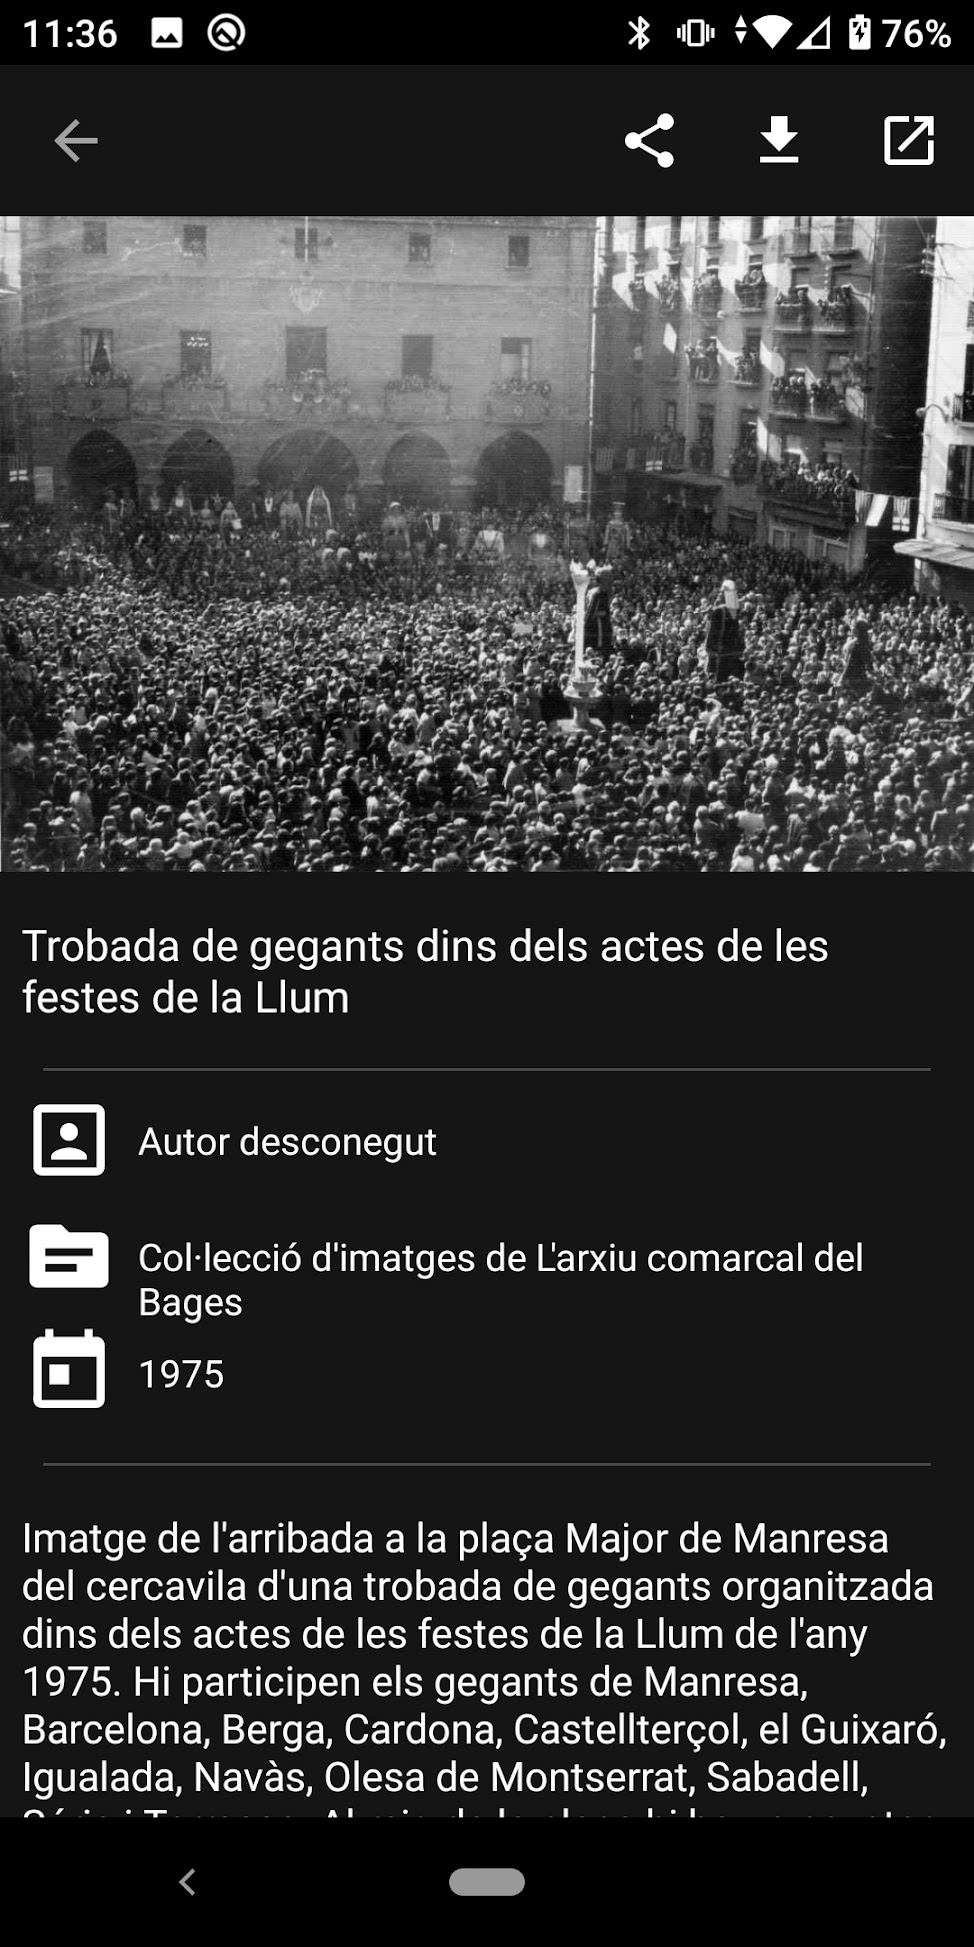 11:36
76%
Trobada de gegants dins dels actes de les
festes de la Llum
Autor desconegut
Col·lecció d'imatges de L'arxiu comarcal del
Bages
1975
Imatge de l'arribada a la plaça Major de Manresa
del cercavila d'una trobada de gegants organitzada
dins dels actes de les festes de la Llum de l'any
1975. Hi participen els gegants de Manresa,
Barcelona, Berga, Cardona, Castellterçol, el Guixaró,
Igualada, Navàs, Olesa de Montserrat, Sabadell,